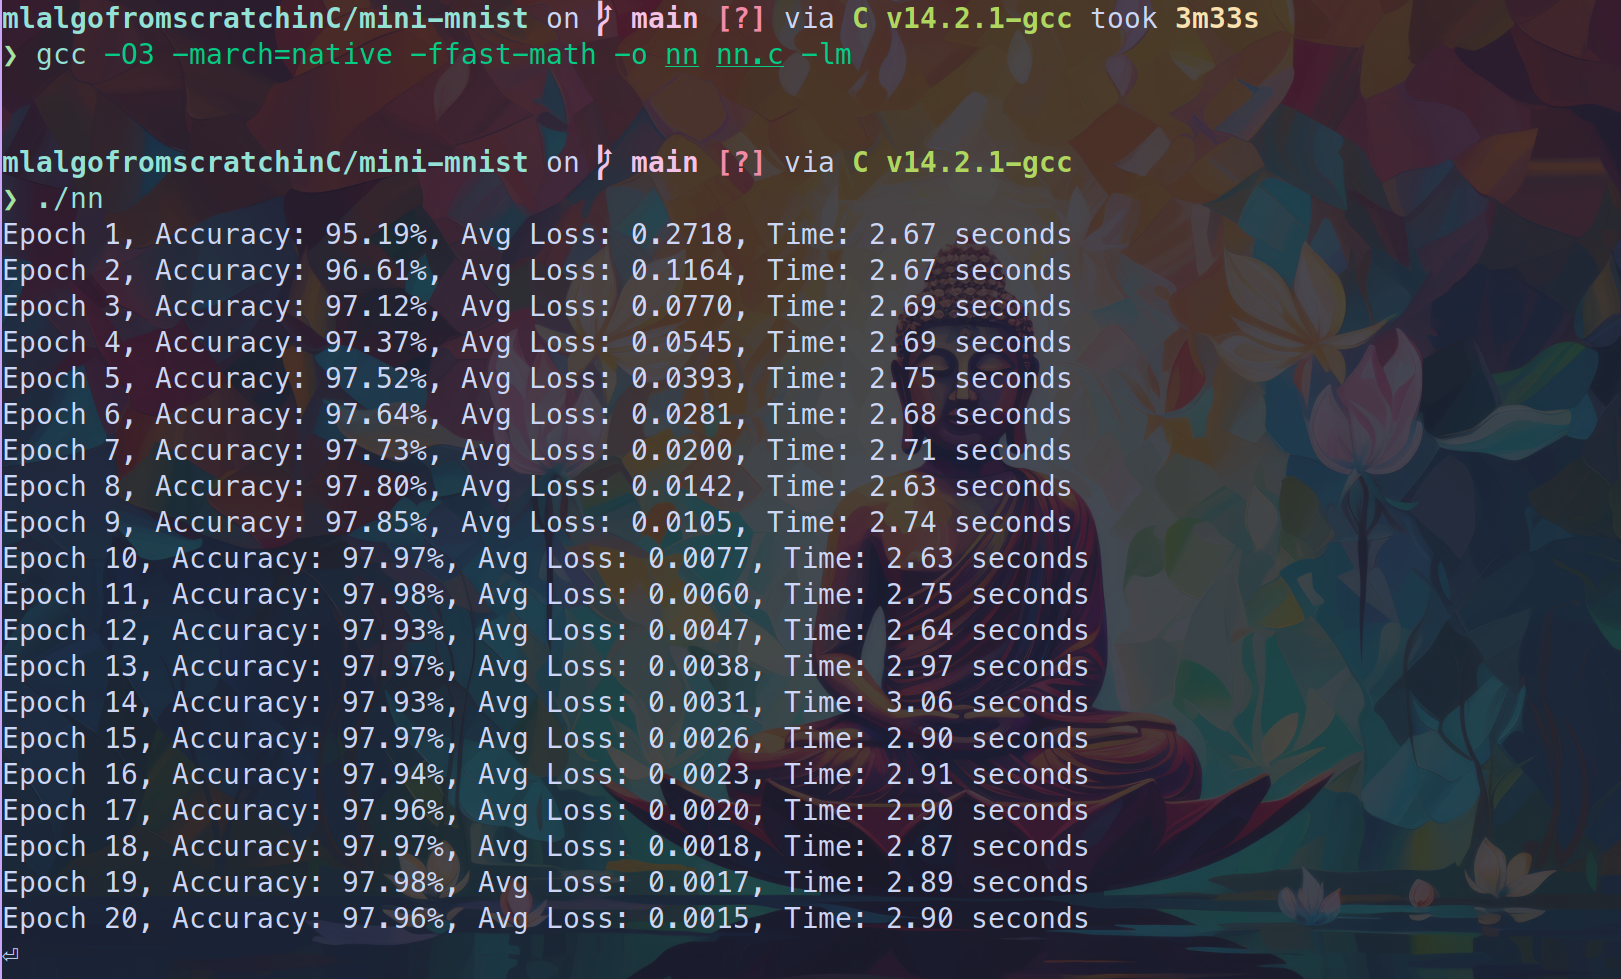 mlalgofromscratchinC/mini-mnist on  main [?] via C v14.2.1-gcc took 3m33s
❯ gcc -O3 -march=native -ffast-math -o nn nn.c -lm
mlalgofromscratchinC/mini-mnist on  main [?] via C v14.2.1-gcc
❯ ./nn
Epoch 1, Accuracy: 95.19%, Avg Loss: 0.2718, Time: 2.67 seconds
Epoch 2, Accuracy: 96.61%, Avg Loss: 0.1164, Time: 2.67 seconds
Epoch 3, Accuracy: 97.12%, Avg Loss: 0.0770, Time: 2.69 seconds
Epoch 4, Accuracy: 97.37%, Avg Loss: 0.0545, Time: 2.69 seconds
Epoch 5, Accuracy: 97.52%, Avg Loss: 0.0393, Time: 2.75 seconds
Epoch 6, Accuracy: 97.64%, Avg Loss: 0.0281, Time: 2.68 seconds
Epoch 7, Accuracy: 97.73%, Avg Loss: 0.0200, Time: 2.71 seconds
Epoch 8, Accuracy: 97.80%, Avg Loss: 0.0142, Time: 2.63 seconds
Epoch 9, Accuracy: 97.85%, Avg Loss: 0.0105, Time: 2.74 seconds
Epoch 10, Accuracy: 97.97%, Avg Loss: 0.0077, Time: 2.63 seconds
Epoch 11, Accuracy: 97.98%, Avg Loss: 0.0060, Time: 2.75 seconds
Epoch 12, Accuracy: 97.93%, Avg Loss: 0.0047, Time: 2.64 seconds
Epoch 13, Accuracy: 97.97%, Avg Loss: 0.0038, Time: 2.97 seconds
Epoch 14, Accuracy: 97.93%, Avg Loss: 0.0031, Time: 3.06 seconds
Epoch 15, Accuracy: 97.97%, Avg Loss: 0.0026, Time: 2.90 seconds
Epoch 16, Accuracy: 97.94%, Avg Loss: 0.0023, Time: 2.91 seconds
Epoch 17, Accuracy: 97.96%, Avg Loss: 0.0020, Time: 2.90 seconds
Epoch 18, Accuracy: 97.97%, Avg Loss: 0.0018, Time: 2.87 seconds
Epoch 19, Accuracy: 97.98%, Avg Loss: 0.0017, Time: 2.89 seconds
Epoch 20, Accuracy: 97.96%, Avg Loss: 0.0015, Time: 2.90 seconds
⏎